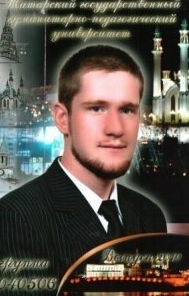 Татарский государственный
гуманитарно-педагогический
университет
Группа
040506